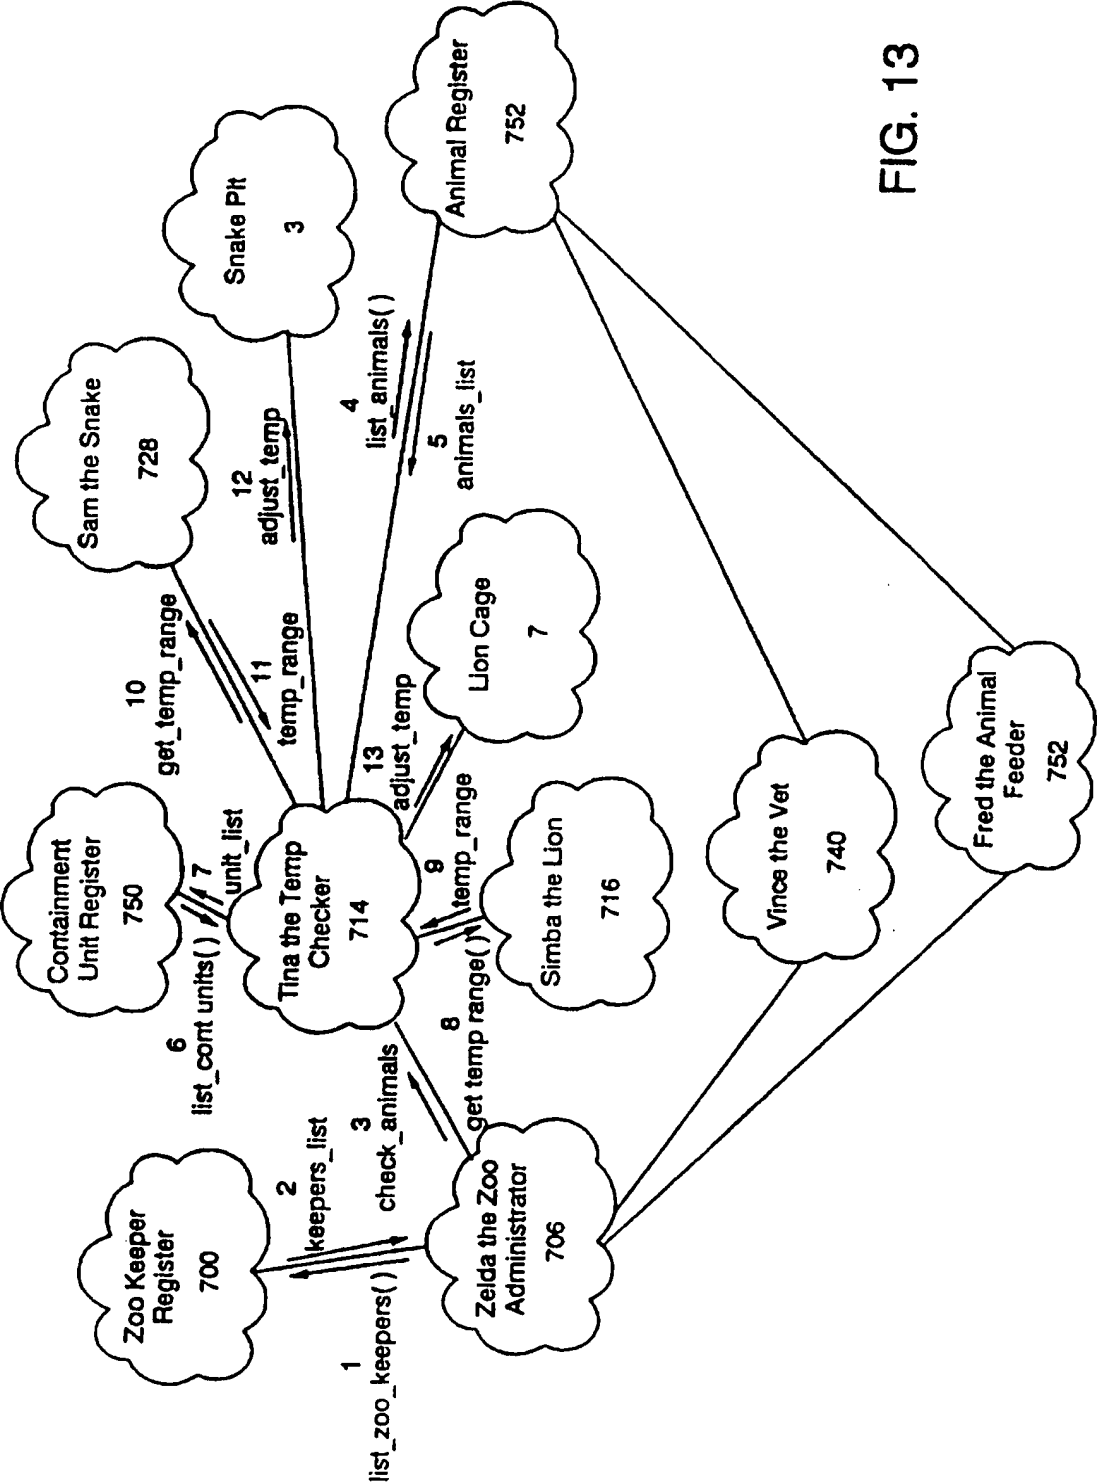 Zoo Keeper
Register
700
1
list_zoo_keepers()
2
keepers_list
Zelda the Zoo
Administrator
706
3
check_animals
Containment
Unit Register
750
6
list_cont units()
7
unit_list
Tina the Temp
Checker
714
8
get temp range()
9
temp_range
Simba the Lion
716
10
get_temp_range
11
temp_range
Sam the Snake
728
12
adjust_temp
Snake Pit
3
13
adjust_temp
Lion Cage
7
4
list_animals()
5
animals_list
Animal Register
752
Vince the Vet
740
Fred the Animal
Feeder
752
FIG. 13